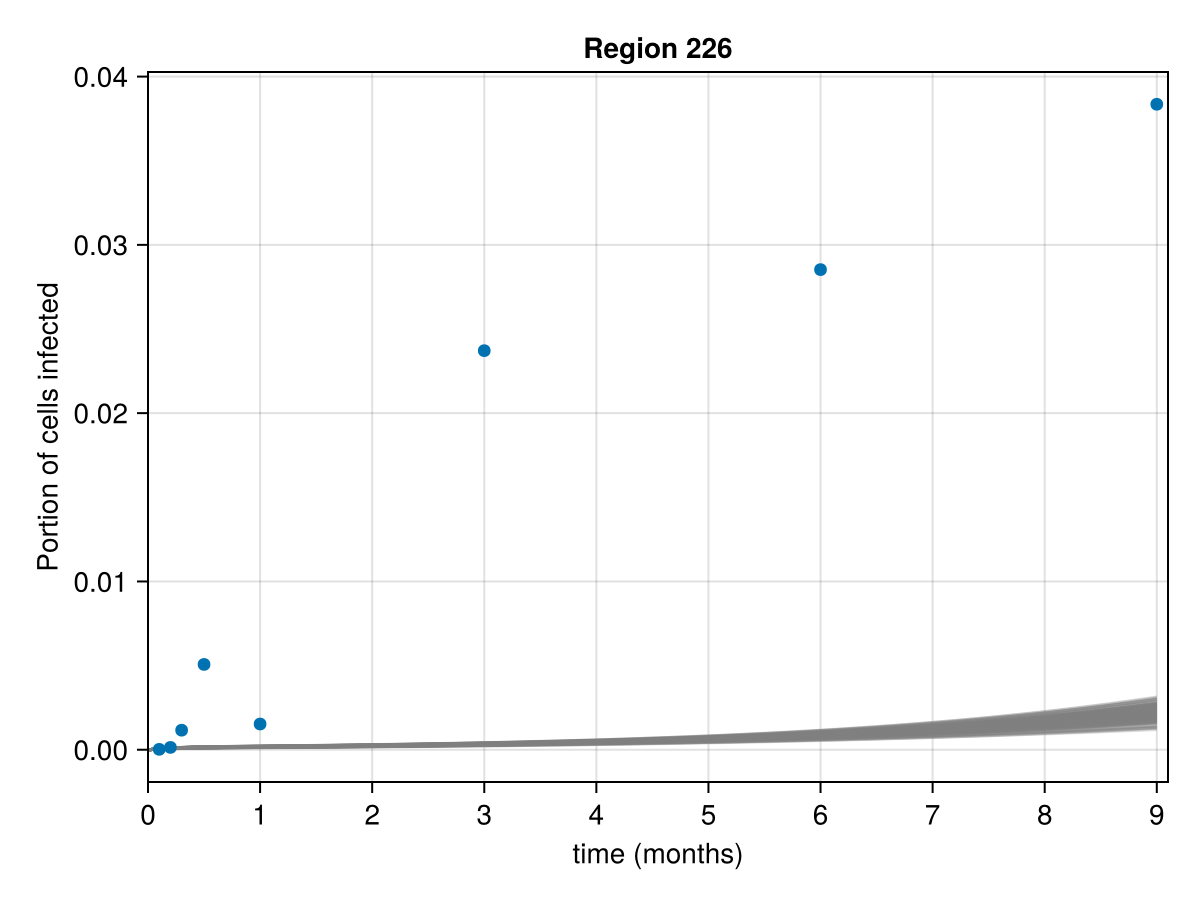 Region 226
Portion of cells infected
0.04
0.03
0.02
0.01
0.00
0 1 2 3 4 5 6 7 8 9
time (months)